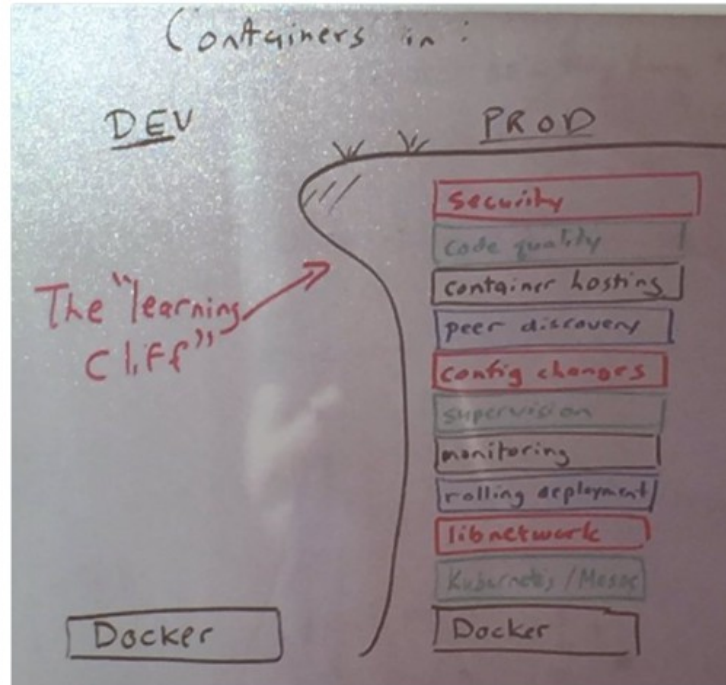 Containers in:
DEV
PROD
The "learning
Cliff"
security
code quality
container hosting
peer discovery
config changes
supervision
monitoring
rolling deployment
libnetwork
Kubernetes / Mesos
Docker
Docker